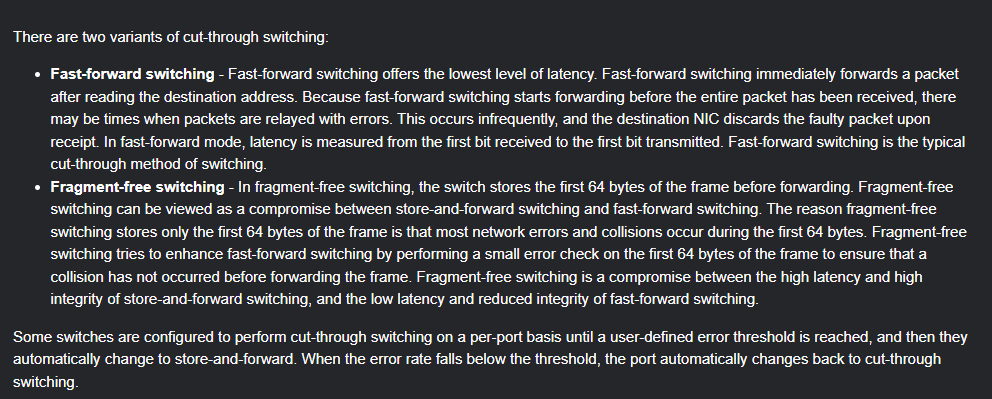 There are two variants of cut-through switching:
• Fast-forward switching - Fast-forward switching offers the lowest level of latency. Fast-forward switching immediately forwards a packet
after reading the destination address. Because fast-forward switching starts forwarding before the entire packet has been received, there
may be times when packets are relayed with errors. This occurs infrequently, and the destination NIC discards the faulty packet upon
receipt. In fast-forward mode, latency is measured from the first bit received to the first bit transmitted. Fast-forward switching is the typical
cut-through method of switching.
• Fragment-free switching - In fragment-free switching, the switch stores the first 64 bytes of the frame before forwarding. Fragment-free
switching can be viewed as a compromise between store-and-forward switching and fast-forward switching. The reason fragment-free
switching stores only the first 64 bytes of the frame is that most network errors and collisions occur during the first 64 bytes. Fragment-free
switching tries to enhance fast-forward switching by performing a small error check on the first 64 bytes of the frame to ensure that a
collision has not occurred before forwarding the frame. Fragment-free switching is a compromise between the high latency and high
integrity of store-and-forward switching, and the low latency and reduced integrity of fast-forward switching.
Some switches are configured to perform cut-through switching on a per-port basis until a user-defined error threshold is reached, and then they
automatically change to store-and-forward. When the error rate falls below the threshold, the port automatically changes back to cut-through
switching.